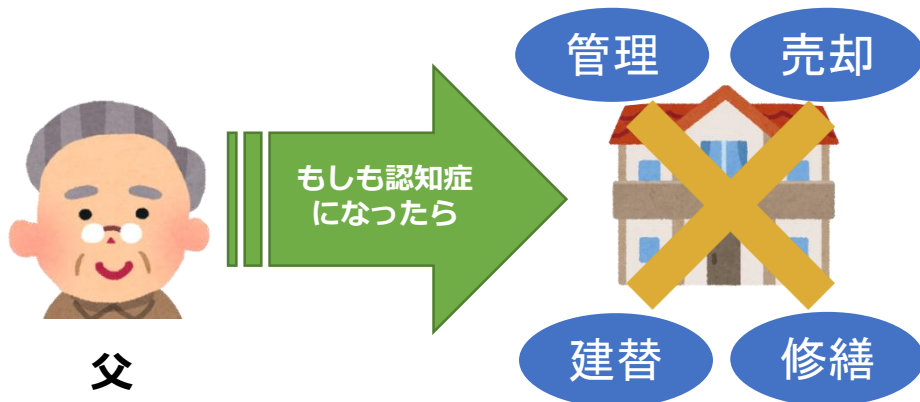 管理
売却
もしも認知症
になったら
父
建替
修繕